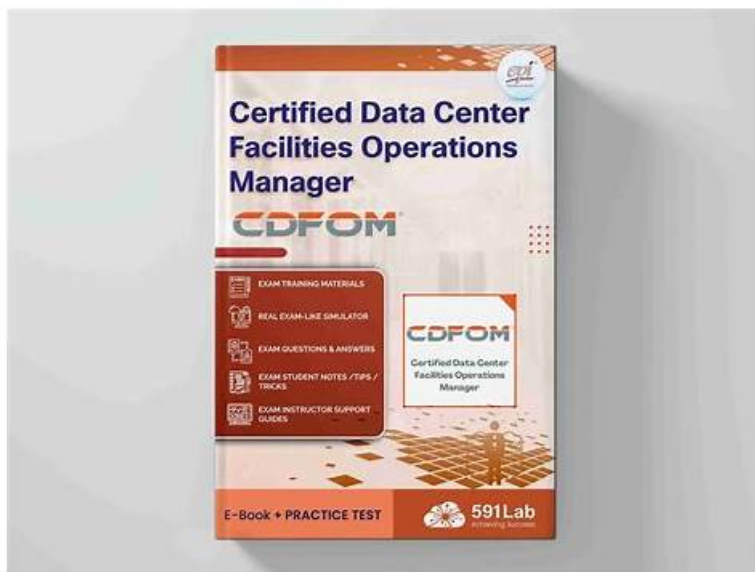 epi
Certified Data Center
Facilities Operations
Manager
CDFOM
EXAM TRAINING MATERIALS
REAL EXAM-LIKE SIMULATOR
EXAM QUESTIONS & ANSWERS
EXAM STUDENT NOTES /TIPS /
TRICKS
EXAM INSTRUCTOR SUPPORT
GUIDES
CDFOM
Certified Data Center
Facilities Operations
Manager
E-Book + PRACTICE TEST
591Lab
Achieving Success